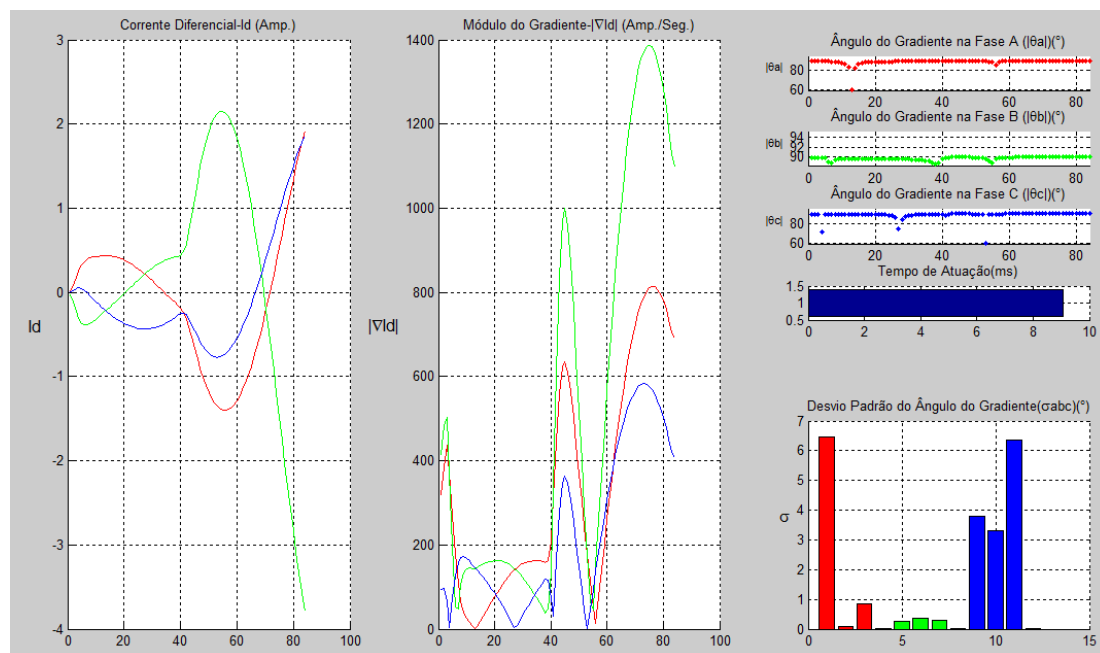 Corrente Diferencial-Id (Amp.)
3
2
1
0
-1
-2
-3
-4
Id
0 20 40 60 80 100
Módulo do Gradiente-|∇Id| (Amp./Seg.)
1400
1200
1000
800
600
400
200
0
|∇Id|
0 20 40 60 80 100
Ângulo do Gradiente na Fase A (|θa|)(°)
|θa|
80
60
0 20 40 60 80
Ângulo do Gradiente na Fase B (|θb|)(°)
|θb|
94
92
90
0 20 40 60 80
Ângulo do Gradiente na Fase C (|θc|)(°)
|θc|
80
60
0 20 40 60 80
Tempo de Atuação(ms)
1.5
1
0.5
0 2 4 6 8 10
Desvio Padrão do Ângulo do Gradiente(σabc)(°)
7
6
5
4
3
2
1
0
σ
0 5 10 15